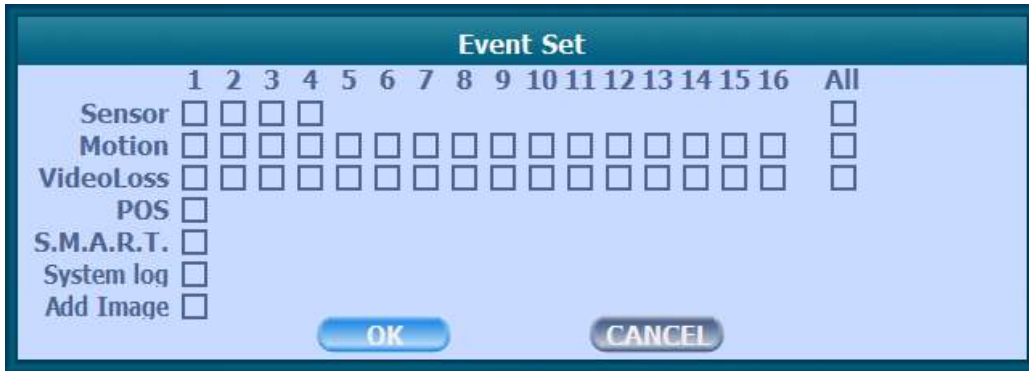 Event Set
1 2 3 4 5 6 7 8 9 10 11 12 13 14 15 16 All
Sensor
Motion
VideoLoss
POS
S.M.A.R.T.
System log
Add Image
OK CANCEL